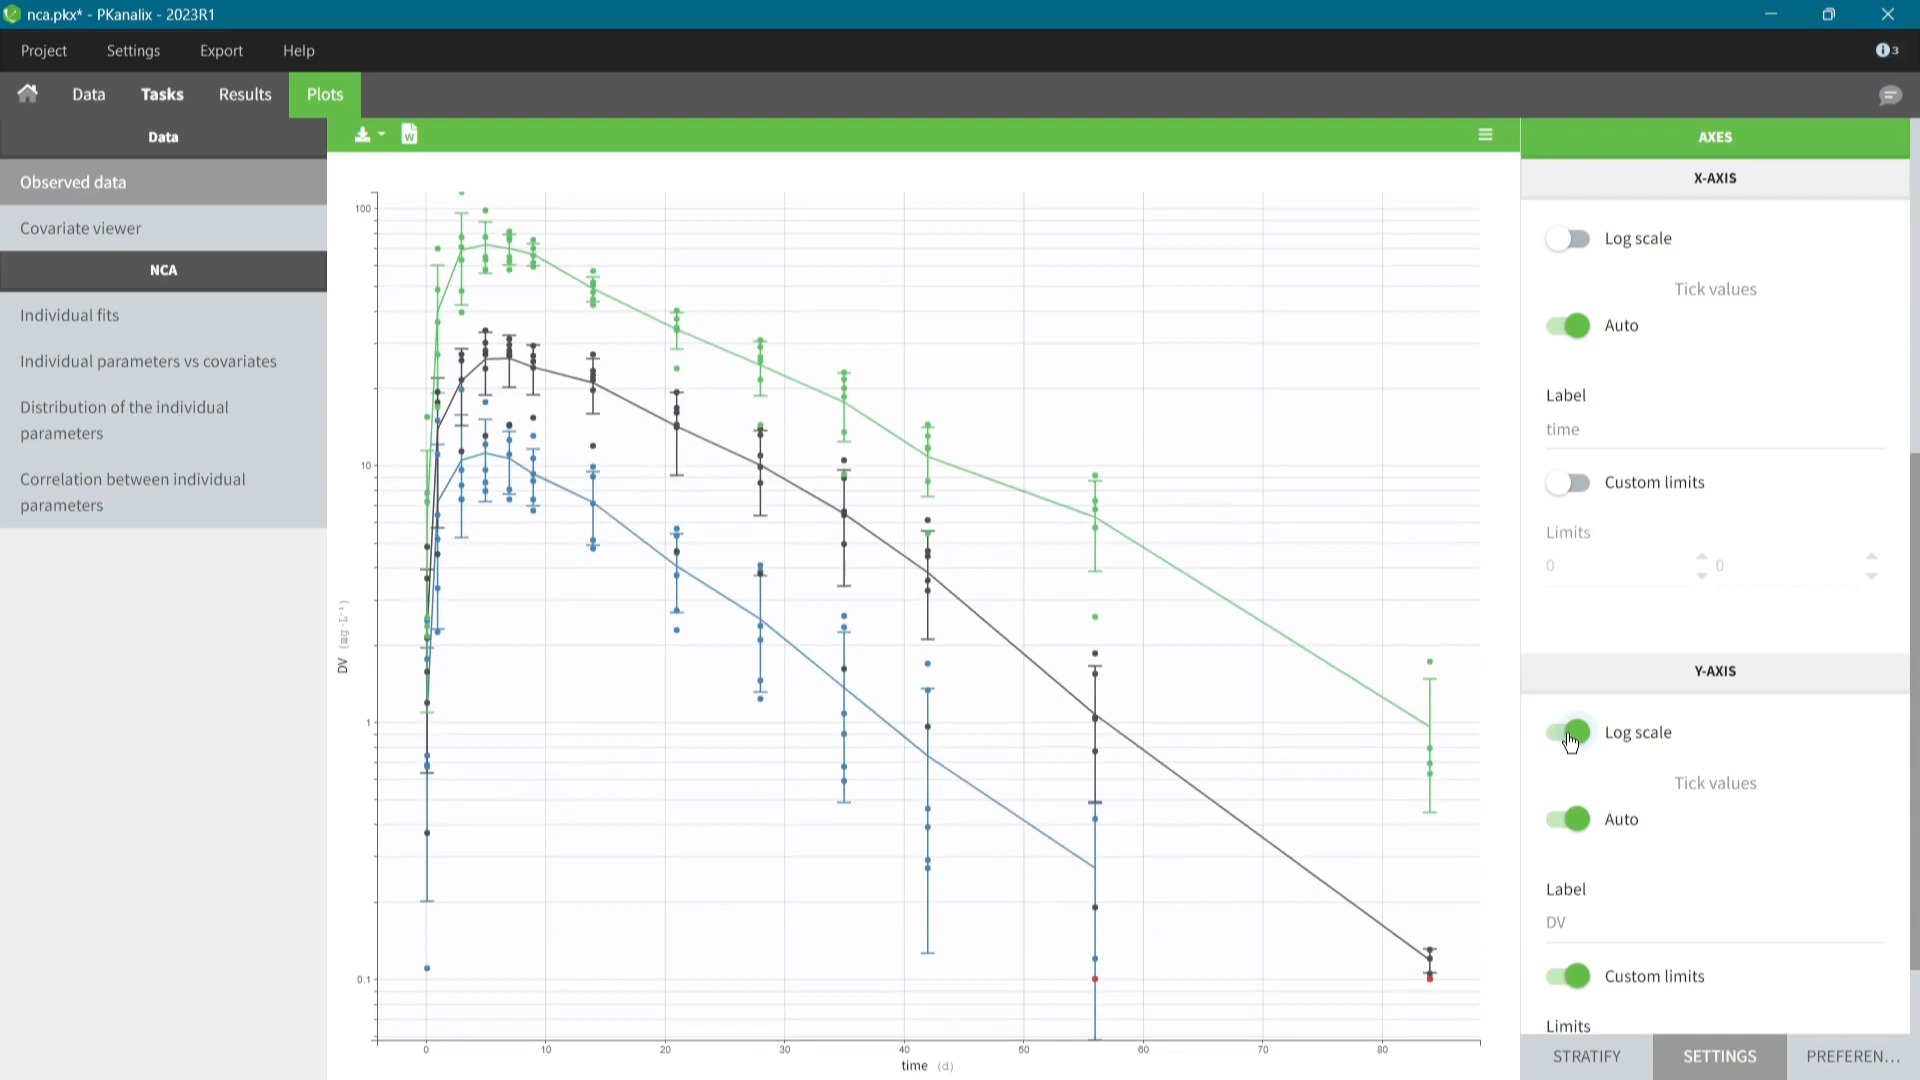 nca.pkx* - PKanalix - 2023R1
Project Settings Export Help
3
Data Tasks Results Plots
Data
Observed data
Covariate viewer
NCA
Individual fits
Individual parameters vs covariates
Distribution of the individual
parameters
Correlation between individual
parameters
W
100
10
1
0.1
DV (mg·L⁻¹)
0 10 20 30 40 50 60 70 80
time (d)
AXES
X-AXIS
Log scale
Tick values
Auto
Label
time
Custom limits
Limits
0 0
Y-AXIS
Log scale
Tick values
Auto
Label
DV
Custom limits
Limits
STRATIFY SETTINGS PREFEREN...